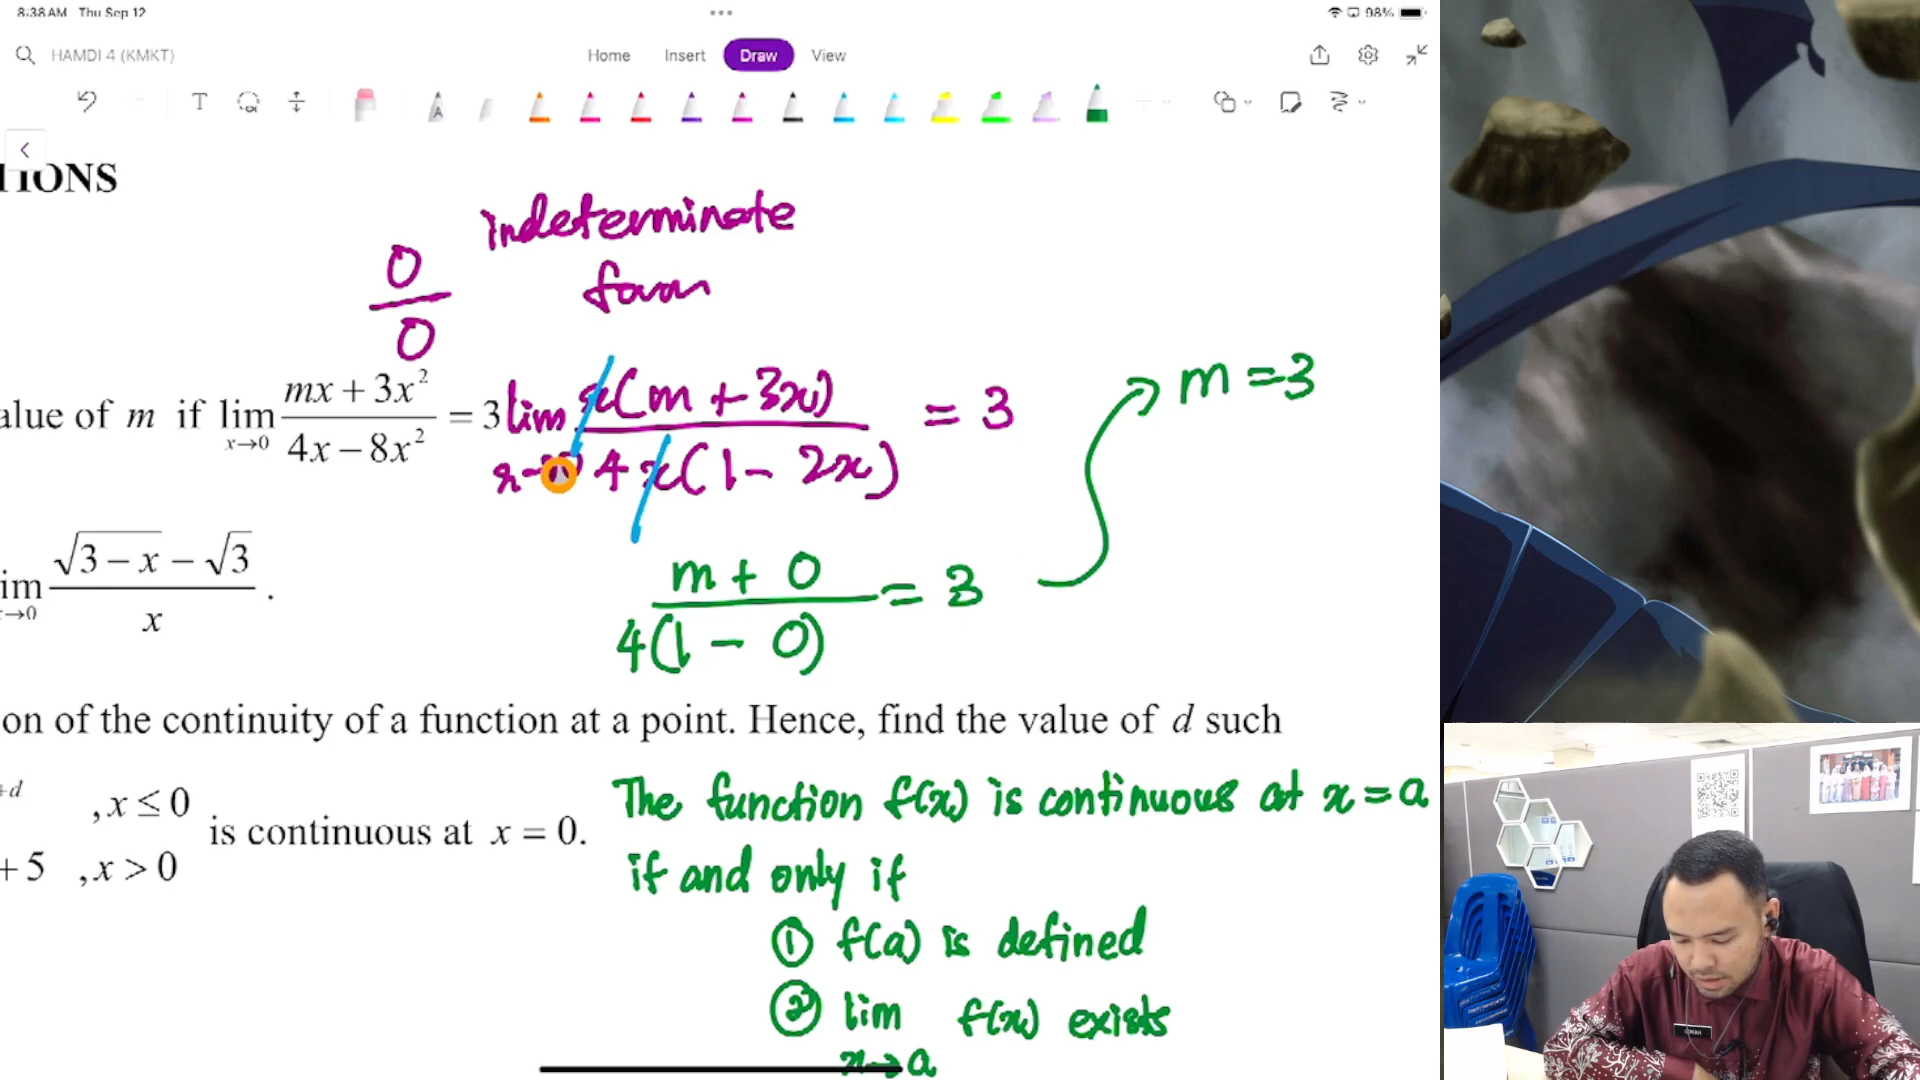 8:38 AM Thu Sep 12
98%
HAMDI 4 (KMKT)
Home Insert Draw View
TIONS
indeterminate
form
0/0
alue of m if lim x→0 (mx + 3x²)/(4x − 8x²) = 3
lim x(m + 3x)/4x(1 − 2x) = 3
m = 3
(m + 0)/4(1 − 0) = 3
im x→0 (√(3 − x) − √3)/x .
on of the continuity of a function at a point. Hence, find the value of d such
+d , x ≤ 0
+ 5 , x > 0
is continuous at x = 0.
The function f(x) is continuous at x = a
if and only if
① f(a) is defined
② lim x→a f(x) exists